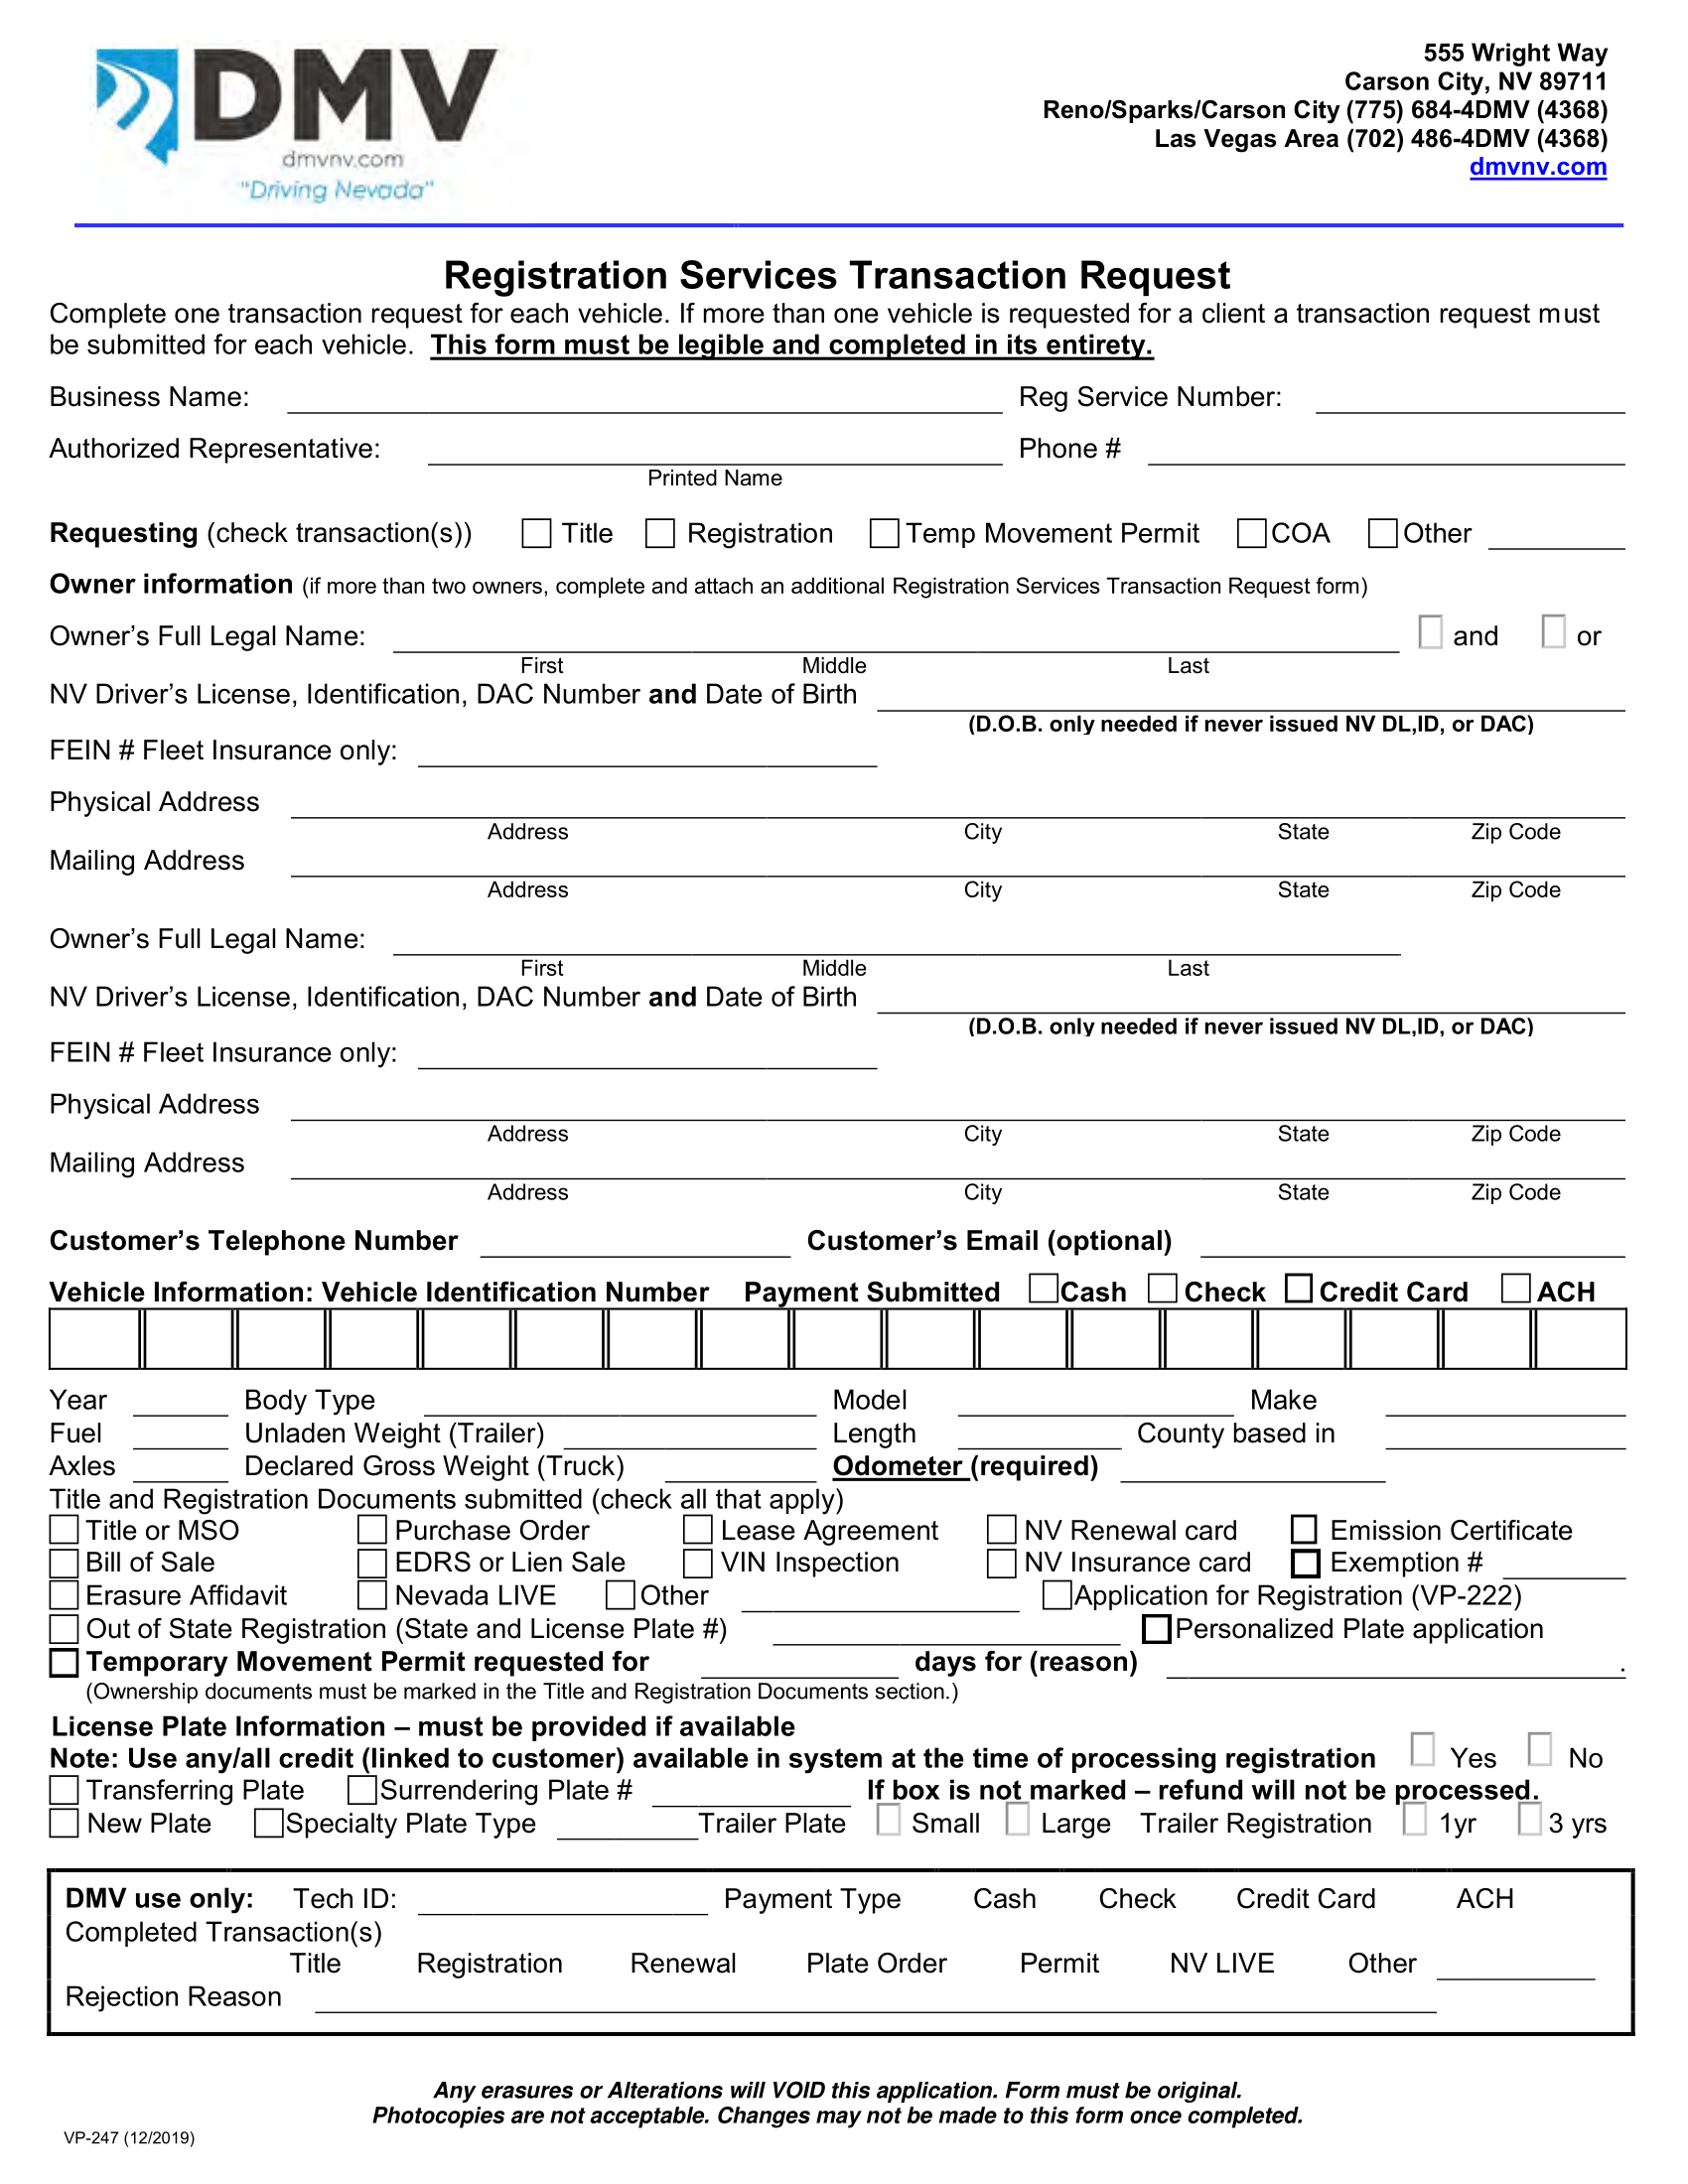 DMV
dmvnv.com
"Driving Nevada"
555 Wright Way
Carson City, NV 89711
Reno/Sparks/Carson City (775) 684-4DMV (4368)
Las Vegas Area (702) 486-4DMV (4368)
dmvnv.com
Registration Services Transaction Request
Complete one transaction request for each vehicle. If more than one vehicle is requested for a client a transaction request must
be submitted for each vehicle. This form must be legible and completed in its entirety.
Business Name: Reg Service Number:
Authorized Representative: Phone #
Printed Name
Requesting (check transaction(s)) Title Registration Temp Movement Permit COA Other
Owner information (if more than two owners, complete and attach an additional Registration Services Transaction Request form)
Owner's Full Legal Name: and or
First Middle Last
NV Driver's License, Identification, DAC Number and Date of Birth
(D.O.B. only needed if never issued NV DL,ID, or DAC)
FEIN # Fleet Insurance only:
Physical Address
Address City State Zip Code
Mailing Address
Address City State Zip Code
Owner's Full Legal Name:
First Middle Last
NV Driver's License, Identification, DAC Number and Date of Birth
(D.O.B. only needed if never issued NV DL,ID, or DAC)
FEIN # Fleet Insurance only:
Physical Address
Address City State Zip Code
Mailing Address
Address City State Zip Code
Customer's Telephone Number Customer's Email (optional)
Vehicle Information: Vehicle Identification Number Payment Submitted Cash Check Credit Card ACH
Year Body Type Model Make
Fuel Unladen Weight (Trailer) Length County based in
Axles Declared Gross Weight (Truck) Odometer (required)
Title and Registration Documents submitted (check all that apply)
Title or MSO Purchase Order Lease Agreement NV Renewal card Emission Certificate
Bill of Sale EDRS or Lien Sale VIN Inspection NV Insurance card Exemption #
Erasure Affidavit Nevada LIVE Other Application for Registration (VP-222)
Out of State Registration (State and License Plate #) Personalized Plate application
Temporary Movement Permit requested for days for (reason) .
(Ownership documents must be marked in the Title and Registration Documents section.)
License Plate Information – must be provided if available
Note: Use any/all credit (linked to customer) available in system at the time of processing registration Yes No
Transferring Plate Surrendering Plate # If box is not marked – refund will not be processed.
New Plate Specialty Plate Type Trailer Plate Small Large Trailer Registration 1yr 3 yrs
DMV use only: Tech ID: Payment Type Cash Check Credit Card ACH
Completed Transaction(s)
Title Registration Renewal Plate Order Permit NV LIVE Other
Rejection Reason
Any erasures or Alterations will VOID this application. Form must be original.
Photocopies are not acceptable. Changes may not be made to this form once completed.
VP-247 (12/2019)